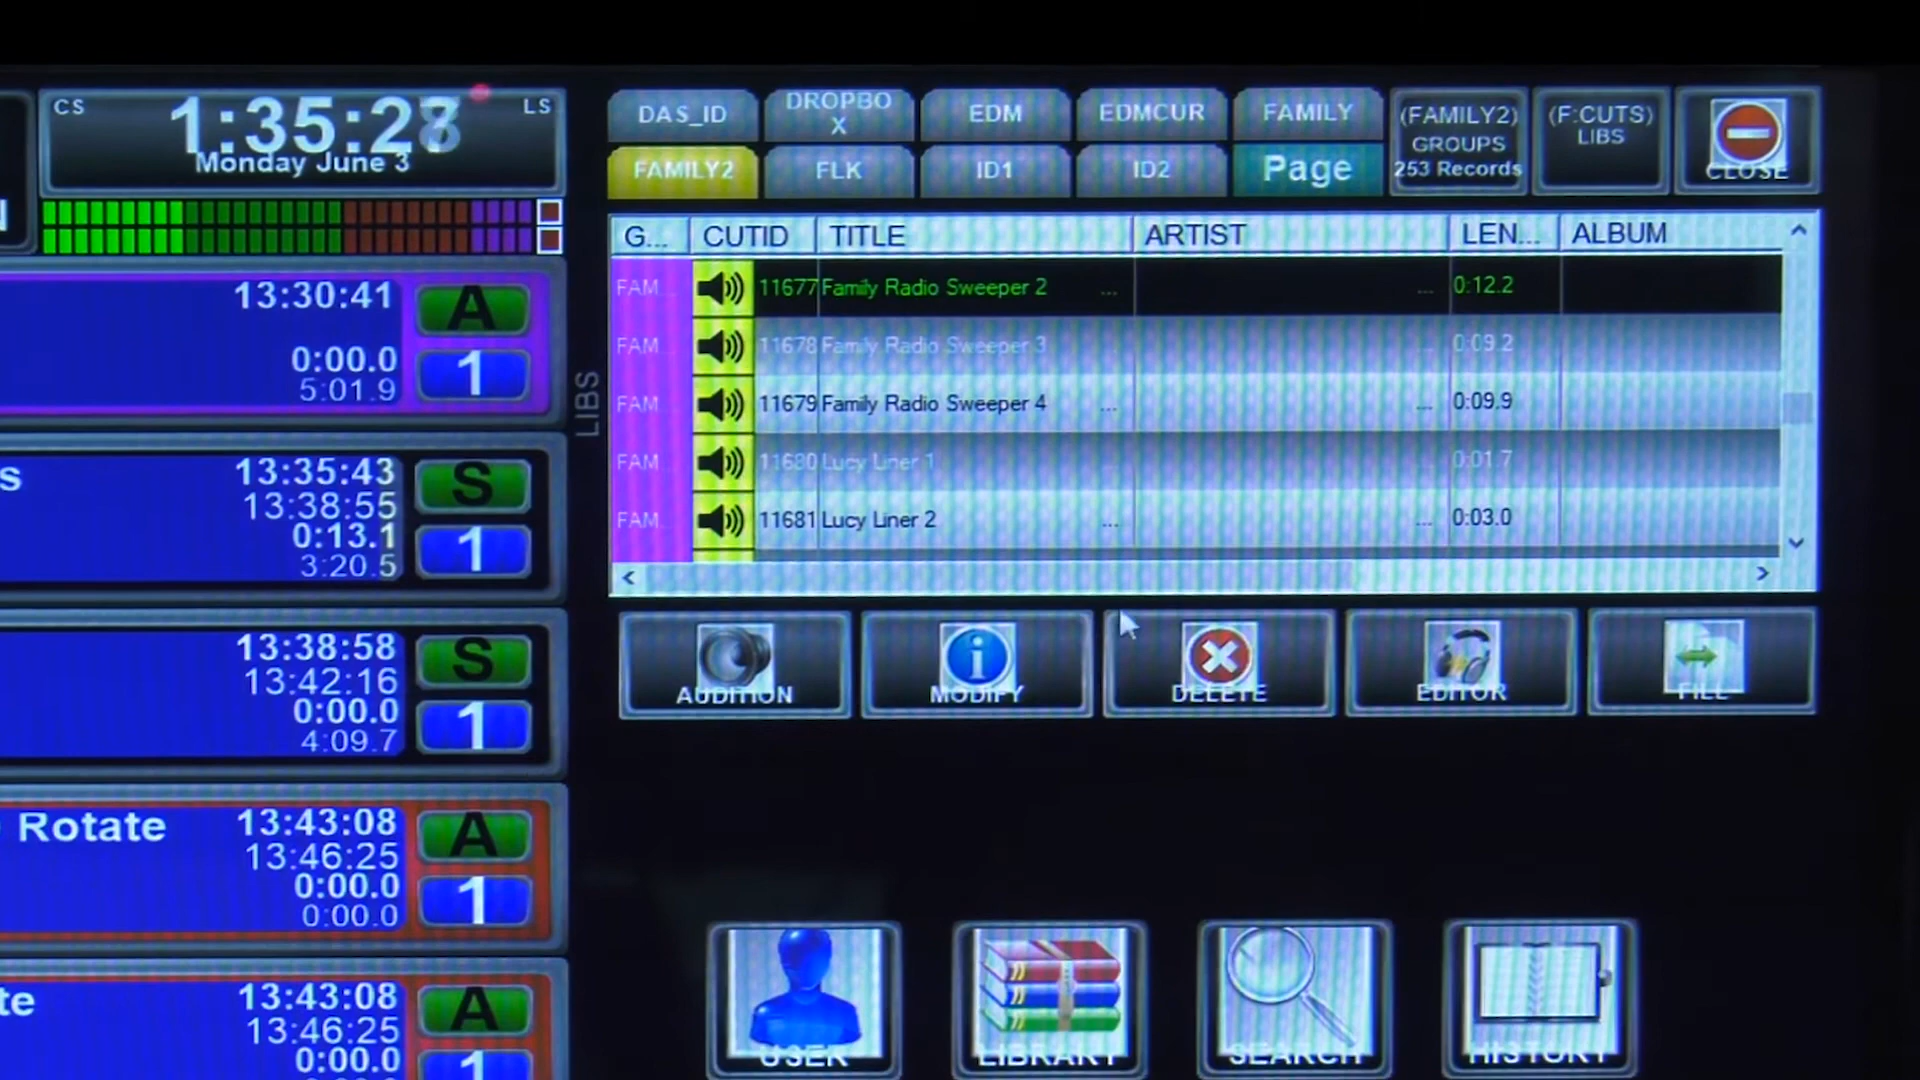 CS
1:35:2
LS
Monday June 3
13:30:41
A
0:00.0
5:01.9
1
s
13:35:43
S
13:38:55
0:13.1
1
3:20.5
13:38:58
S
13:42:16
0:00.0
1
4:09.7
Rotate
13:43:08
A
13:46:25
0:00.0
1
0:00.0
te
13:43:08
A
13:46:25
0:00.0
1
LIBS
DAS_ID
DROPBO
X
EDM
EDMCUR
FAMILY
FAMILY2
FLK
ID1
ID2
Page
(FAMILY2)
GROUPS
253 Records
(F:CUTS)
LIBS
CLOSE
G... CUTID TITLE ARTIST LEN... ALBUM
FAM... 11677 Family Radio Sweeper 2 ... ... 0:12.2
FAM... 11678 Family Radio Sweeper 3 0:09.2
FAM... 11679 Family Radio Sweeper 4 ... ... 0:09.9
FAM... 11680 Lucy Liner 1 0:01.7
FAM... 11681 Lucy Liner 2 ... ... 0:03.0
AUDITION
MODIFY
DELETE
EDITOR
FILL
USER
LIBRARY
SEARCH
HISTORY